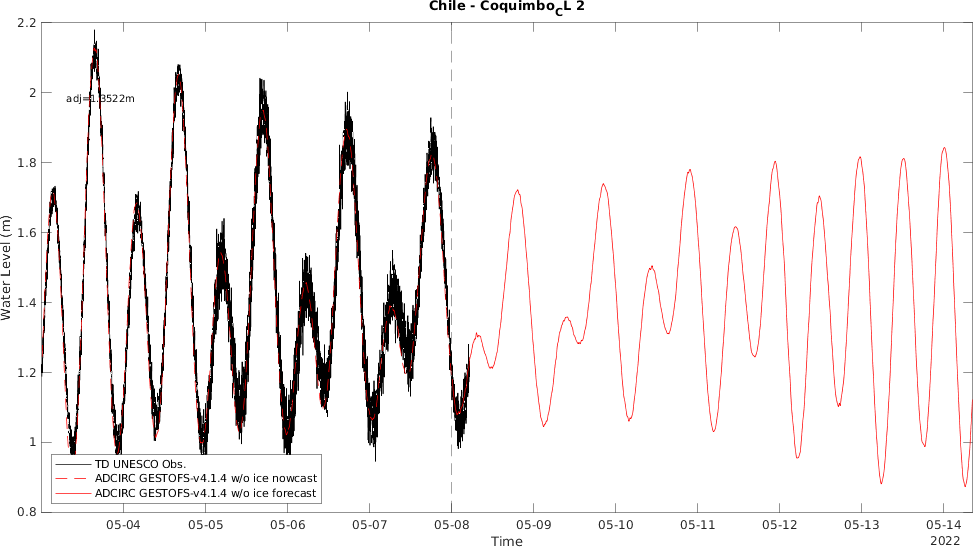 Chile - Coquimbo_CL 2
2.2
2
1.8
1.6
1.4
1.2
1
0.8
Water Level (m)
adj=1.3522m
TD UNESCO Obs.
ADCIRC GESTOFS-v4.1.4 w/o ice nowcast
ADCIRC GESTOFS-v4.1.4 w/o ice forecast
05-04 05-05 05-06 05-07 05-08 05-09 05-10 05-11 05-12 05-13 05-14
Time
2022